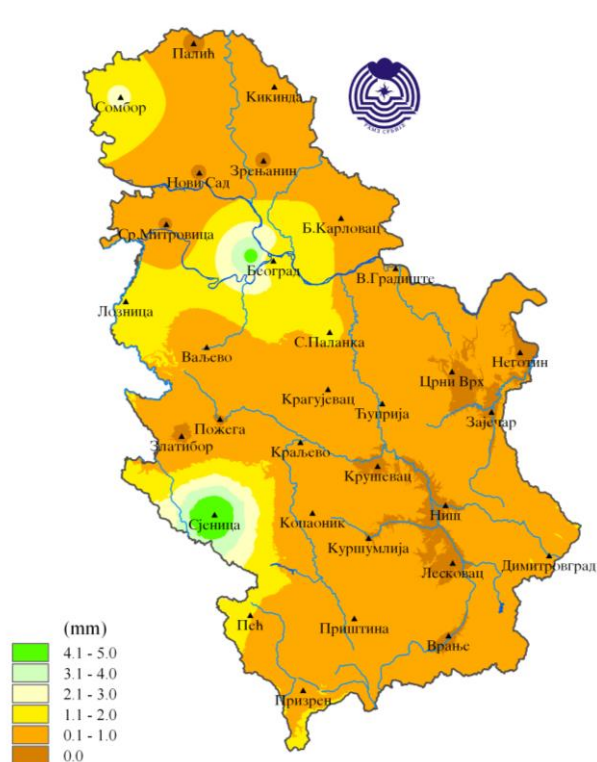 Палић
Кикинда
Сомбор
Зрењанин
Нови Сад
Ср.Митровица
Б.Карловац
Београд
В.Градиште
Лозница
С.Паланка
Ваљево
Неготин
Црни Врх
Крагујевац
Ћуприја
Зајечар
Пожега
Златибор
Краљево
Крушевац
Сјеница
Копаоник
Ниш
Куршумлија
Димитровград
Лесковац
Пећ
Приштина
Врање
Призрен
(mm)
4.1 - 5.0
3.1 - 4.0
2.1 - 3.0
1.1 - 2.0
0.1 - 1.0
0.0